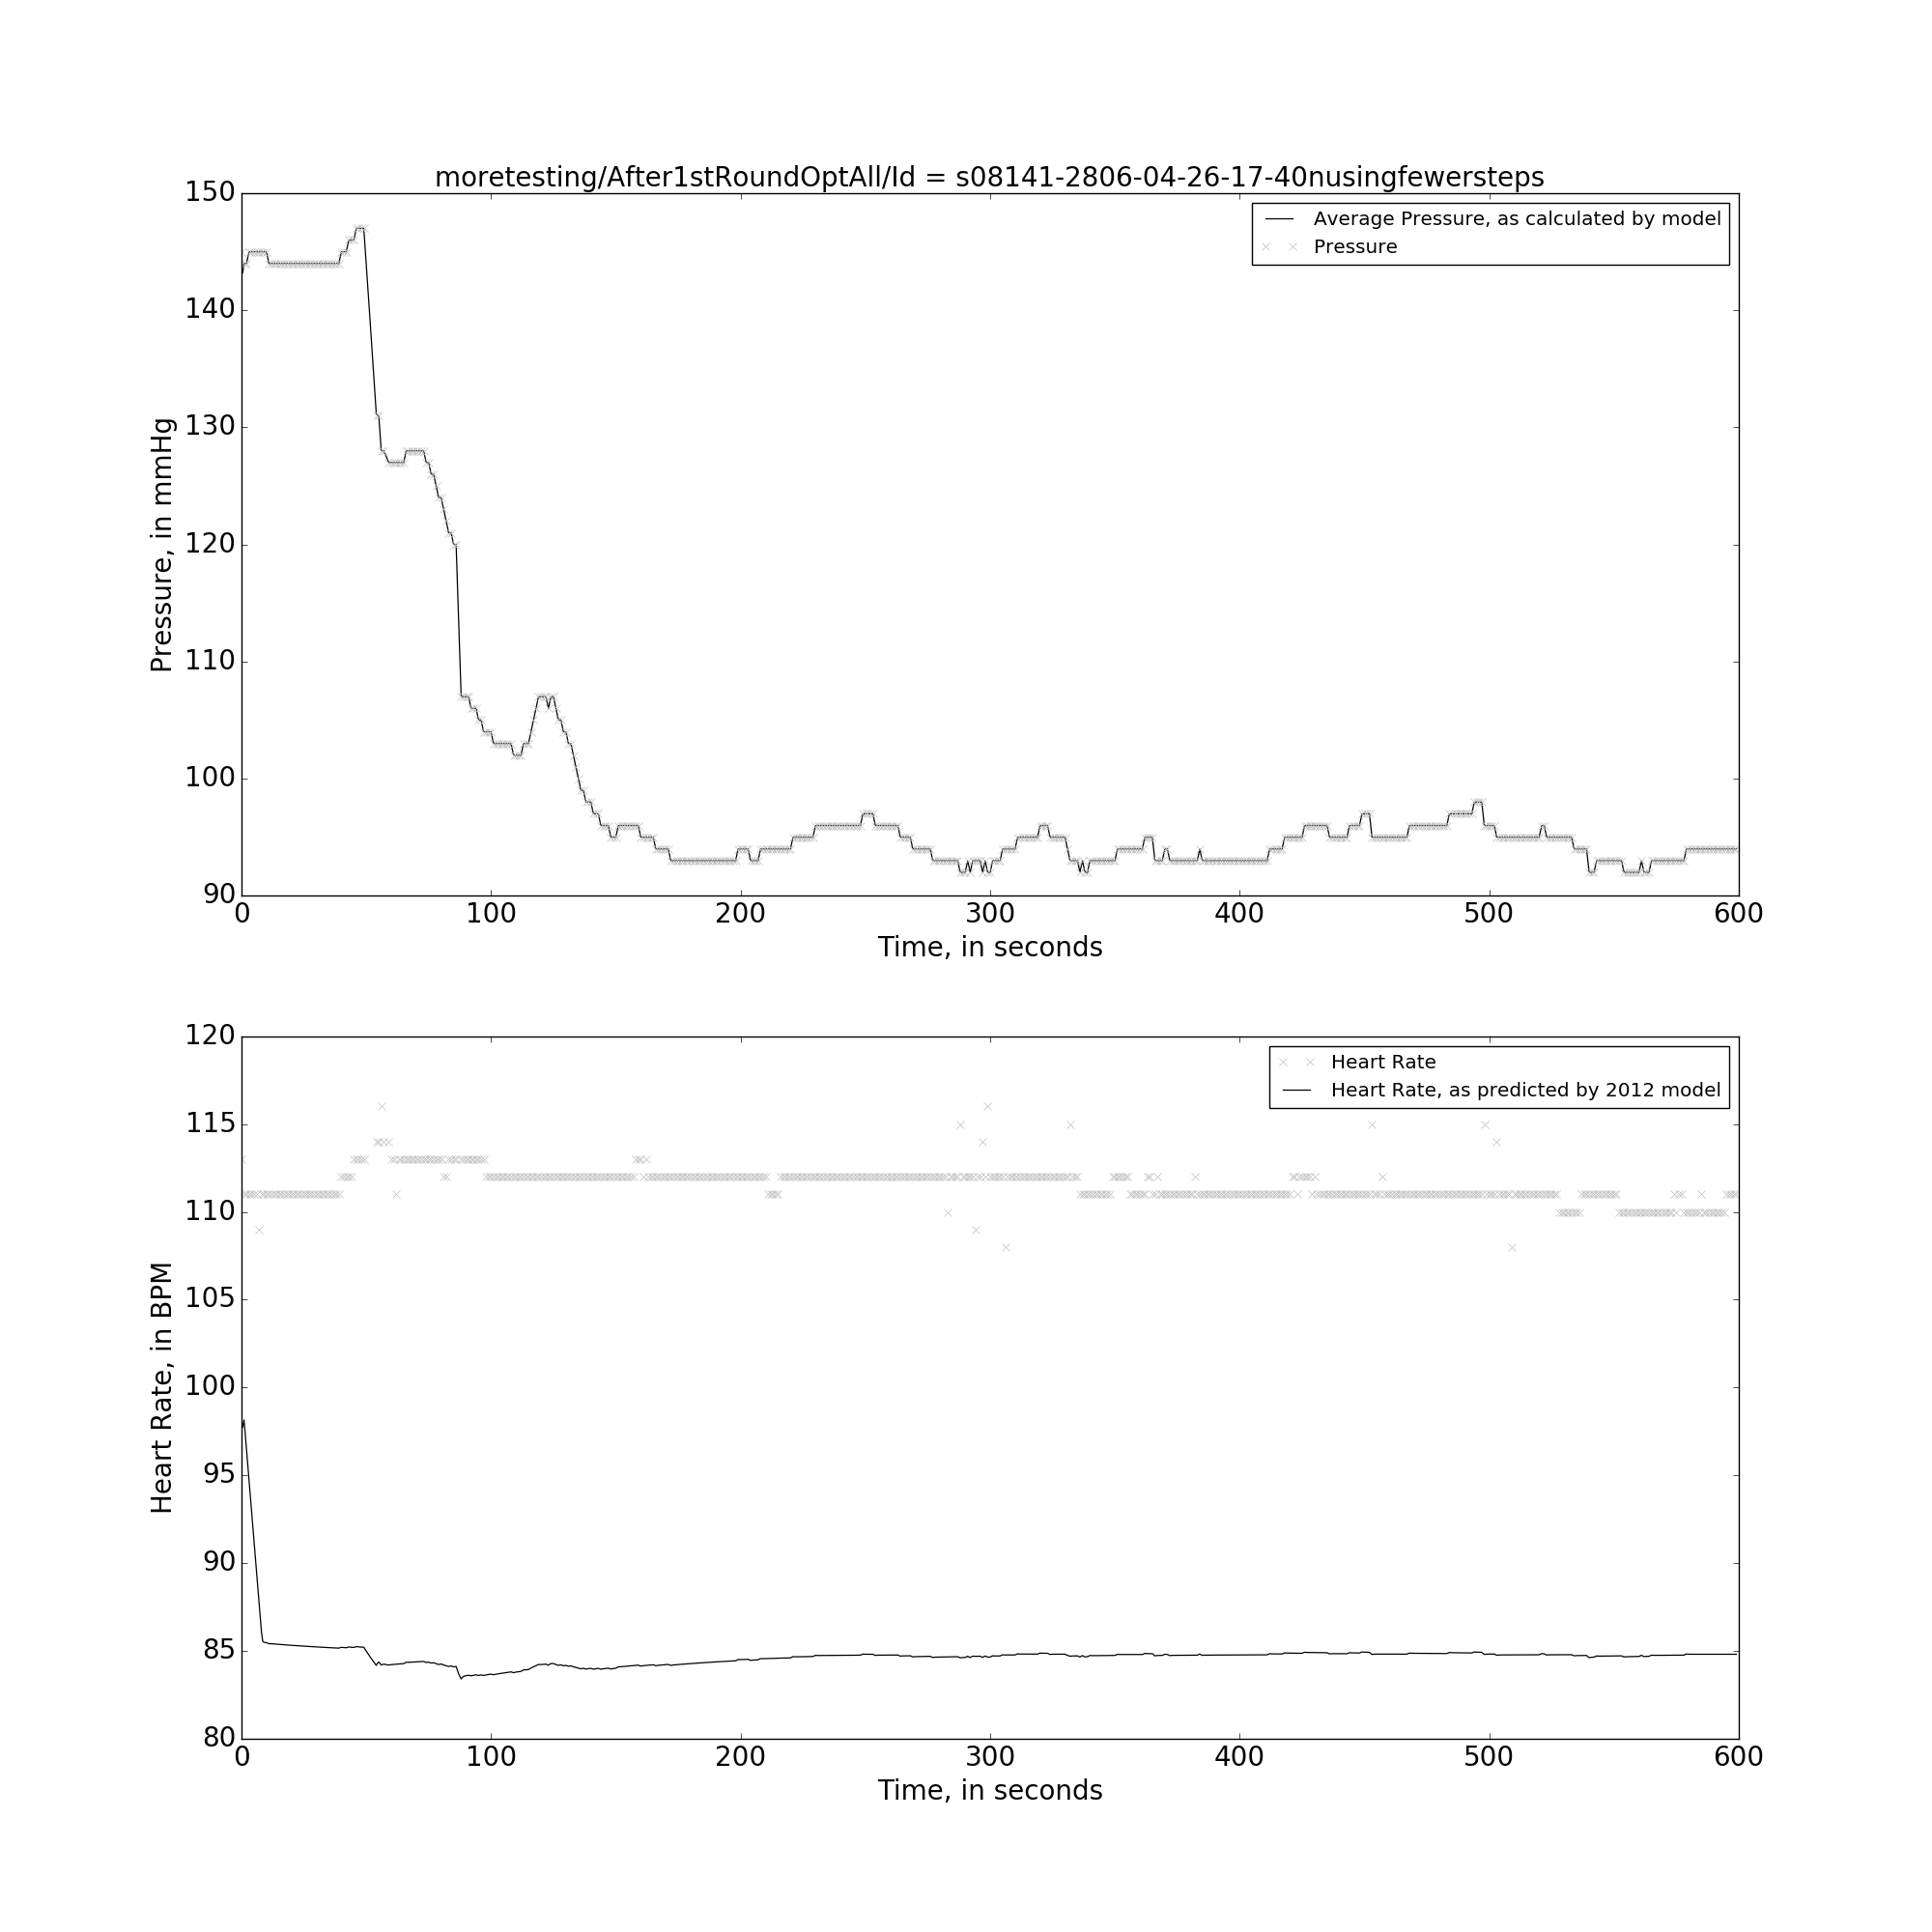 moretesting/After1stRoundOptAll/Id = s08141-2806-04-26-17-40nusingfewersteps
Average Pressure, as calculated by model
Pressure
Pressure, in mmHg
150
140
130
120
110
100
90
0 100 200 300 400 500 600
Time, in seconds
Heart Rate
Heart Rate, as predicted by 2012 model
Heart Rate, in BPM
120
115
110
105
100
95
90
85
80
0 100 200 300 400 500 600
Time, in seconds